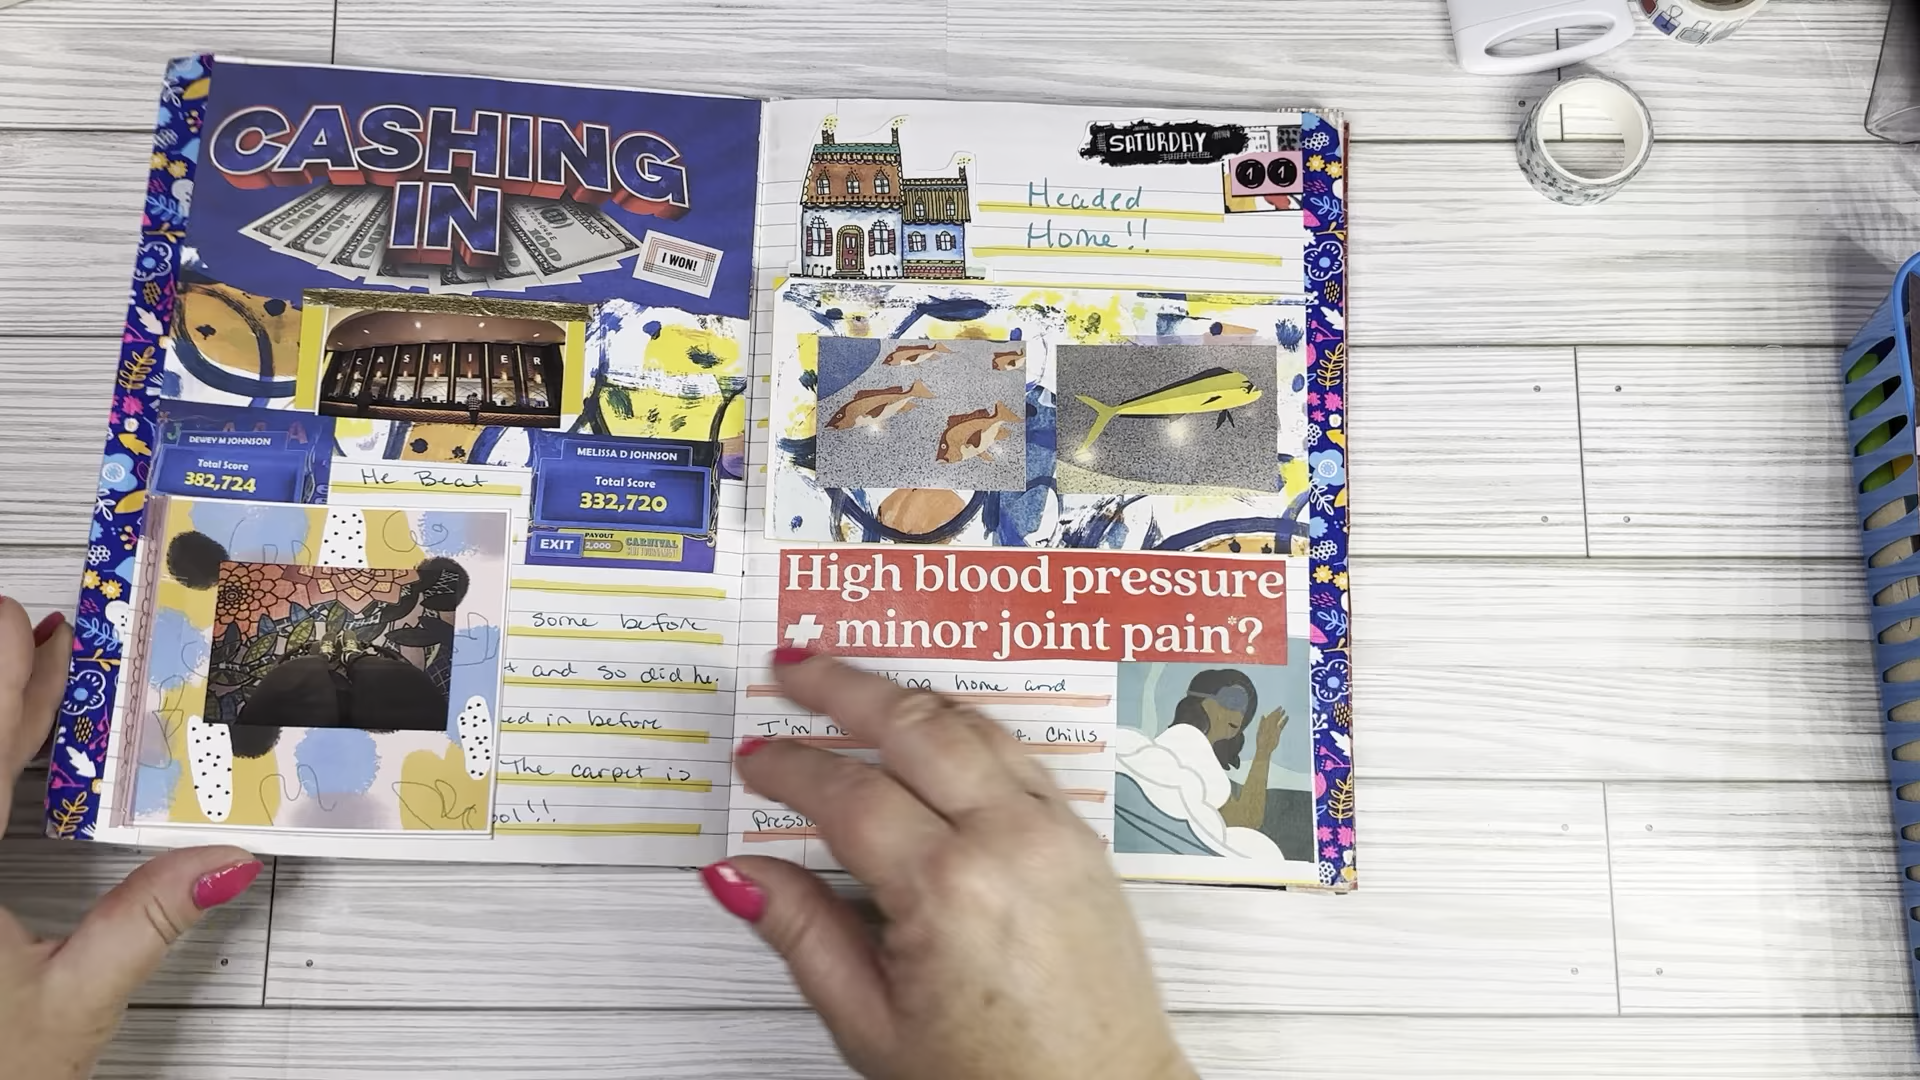 CASHING
IN
I WON!
CASHIER
DEWEY M JOHNSON
Total Score
382,724
He Beat
MELISSA D JOHNSON
Total Score
332,720
EXIT
PAYOUT
2,000
CARNIVAL
some before
and so did he.
in before
The carpet is
SATURDAY
11
Headed
Home!!
High blood pressure
+ minor joint pain*?
home and
I'm
Chills